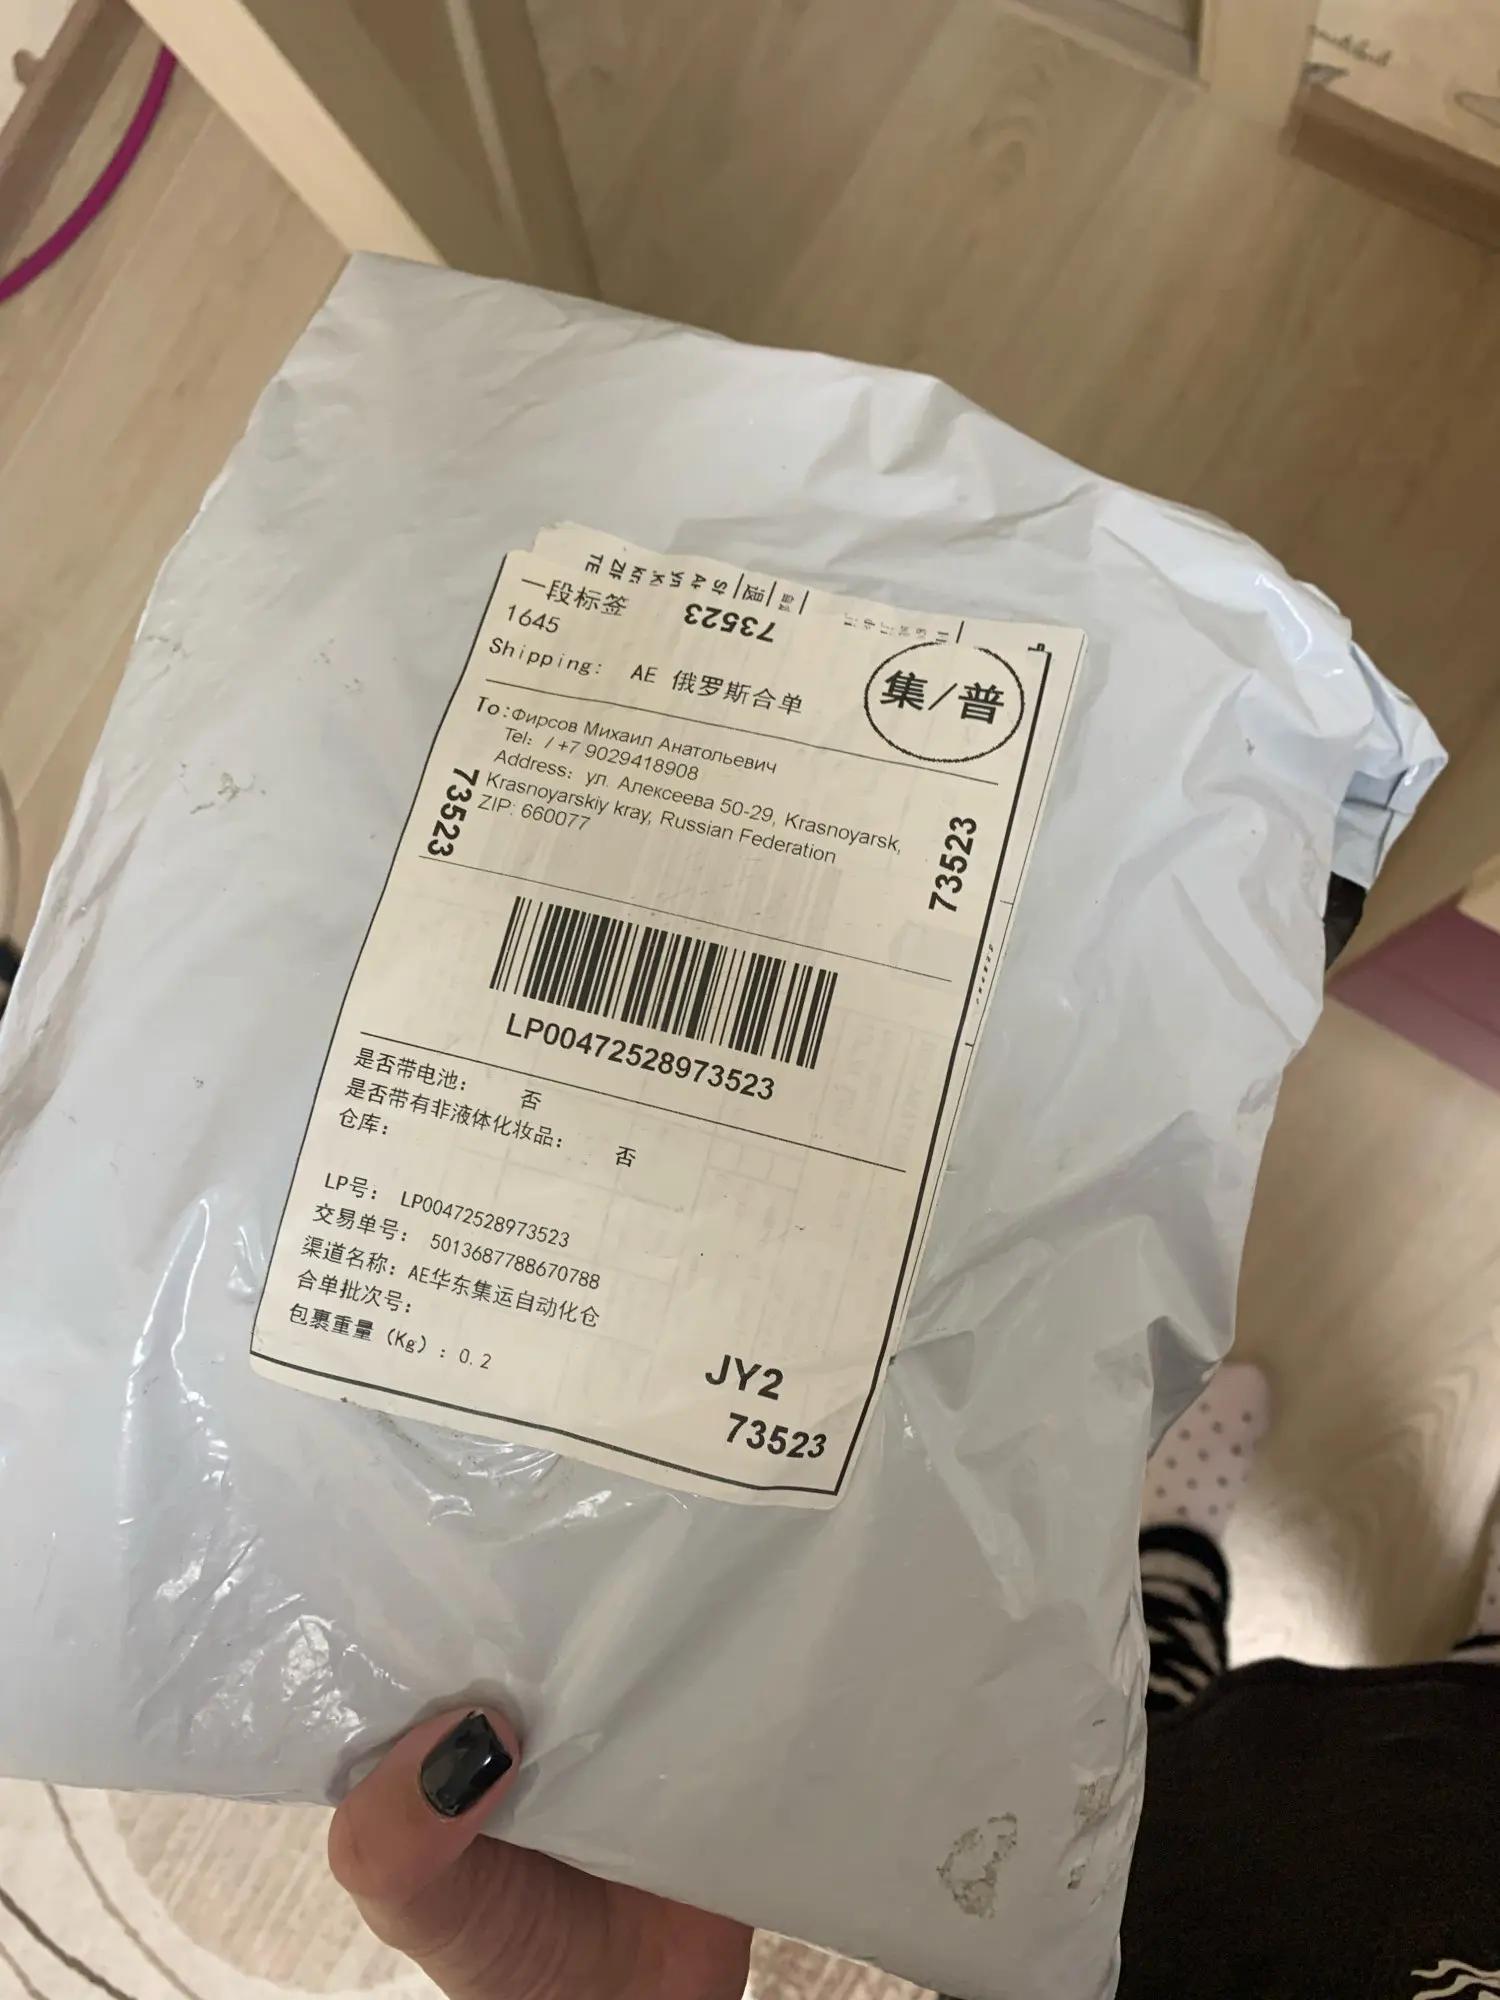 一段标签
73523
1645
Shipping: AE 俄罗斯合单
集/普
To:Фирсов Михаил Анатольевич
Tel: / +7 9029418908
Address: ул. Алексеева 50-29, Krasnoyarsk,
Krasnoyarskiy kray, Russian Federation
ZIP: 660077
73523
73523
LP00472528973523
是否带电池: 否
是否带有非液体化妆品: 否
仓库:
LP号: LP00472528973523
交易单号: 5013687788670788
渠道名称: AE华东集运自动化仓
合单批次号:
包裹重量 (Kg) : 0.2
JY2
73523